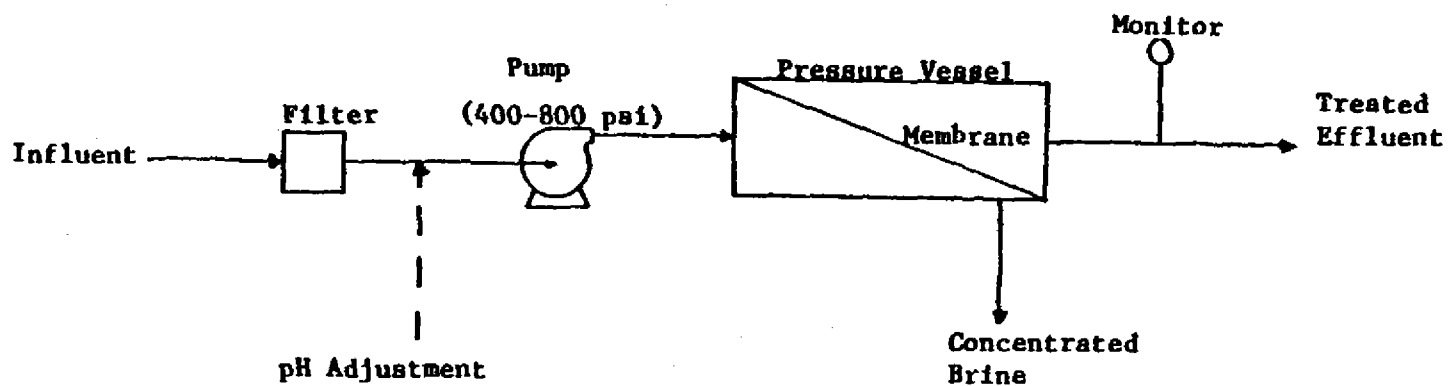 Monitor
Pump
(400-800 psi)
Pressure Vessel
Filter
Treated
Effluent
Membrane
Influent
Concentrated
Brine
pH Adjustment